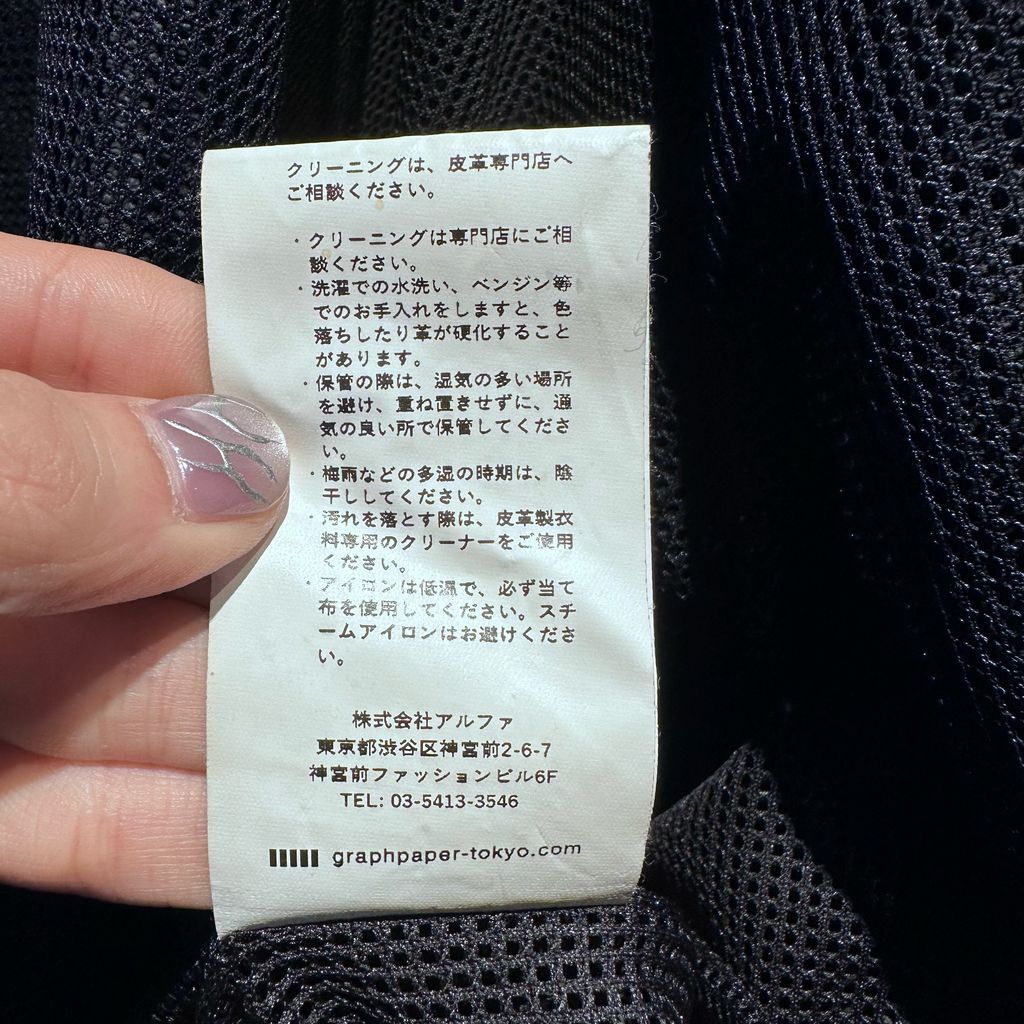 クリーニングは、皮革専門店へ
ご相談ください。
・クリーニングは専門店にご相
談ください。
・洗濯での水洗い、ベンジン等
でのお手入れをしますと、色
落ちしたり革が硬化すること
があります。
・保管の際は、湿気の多い場所
を避け、重ね置きせずに、通
気の良い所で保管してくださ
い。
・梅雨などの多湿の時期は、陰
干ししてください。
・汚れを落とす際は、皮革製衣
料専用のクリーナーをご使用
ください。
・アイロンは低温で、必ず当て
布を使用してください。スチ
ームアイロンはお避けくださ
い。
株式会社アルファ
東京都渋谷区神宮前2-6-7
神宮前ファッションビル6F
TEL: 03-5413-3546
graphpaper-tokyo.com